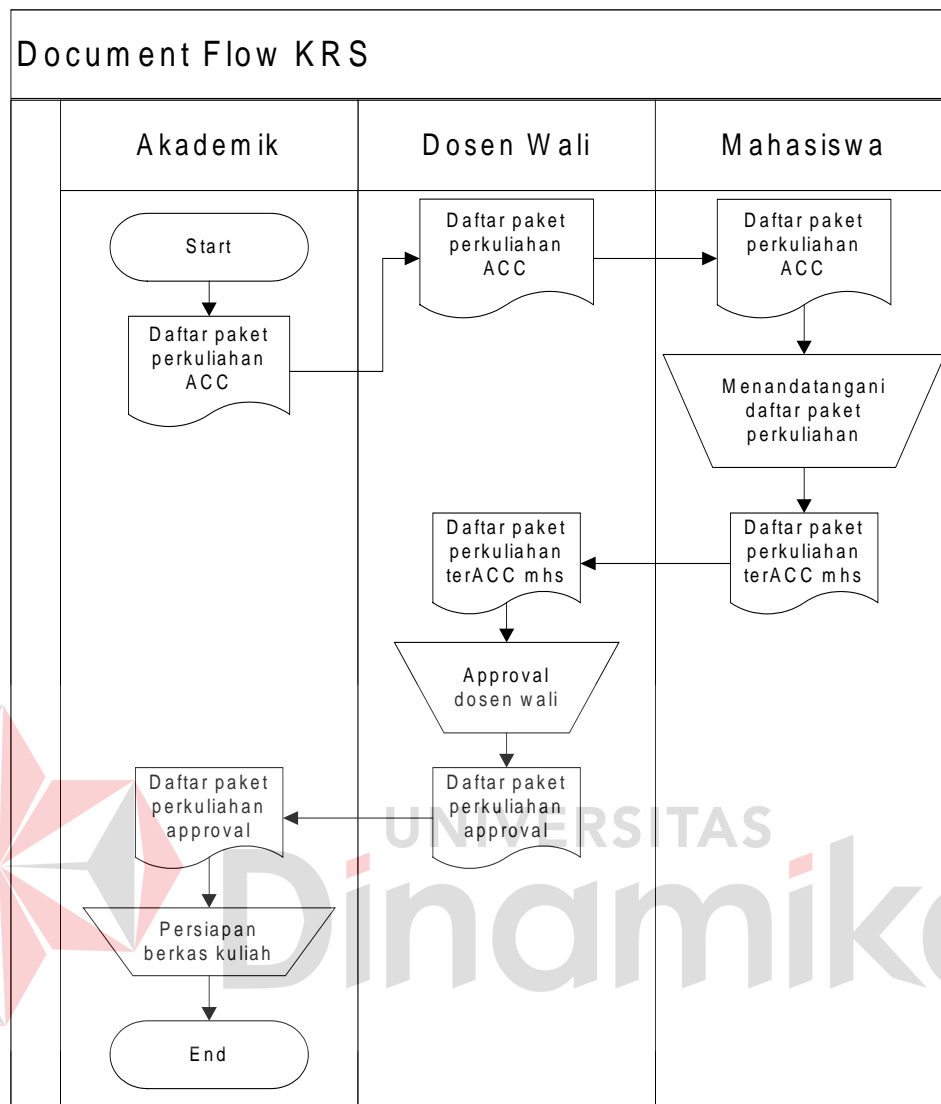 Document Flow KRS
Akademik
Dosen Wali
Mahasiswa
Start
Daftar paket
perkuliahan
ACC
Daftar paket
perkuliahan
ACC
Daftar paket
perkuliahan
ACC
Menandatangani
daftar paket
perkuliahan
Daftar paket
perkuliahan
terACC mhs
Daftar paket
perkuliahan
terACC mhs
Approval
dosen wali
Daftar paket
perkuliahan
approval
Daftar paket
perkuliahan
approval
Persiapan
berkas kuliah
End
UNIVERSITAS
Dinamika